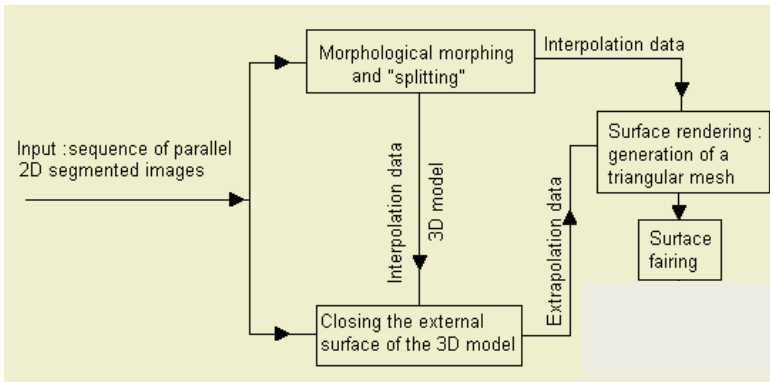 Morphological morphing
and "splitting"
Interpolation data
Input : sequence of parallel
2D segmented images
Surface rendering :
generation of a
triangular mesh
Interpolation data
3D model
Extrapolation data
Surface
fairing
Closing the external
surface of the 3D model